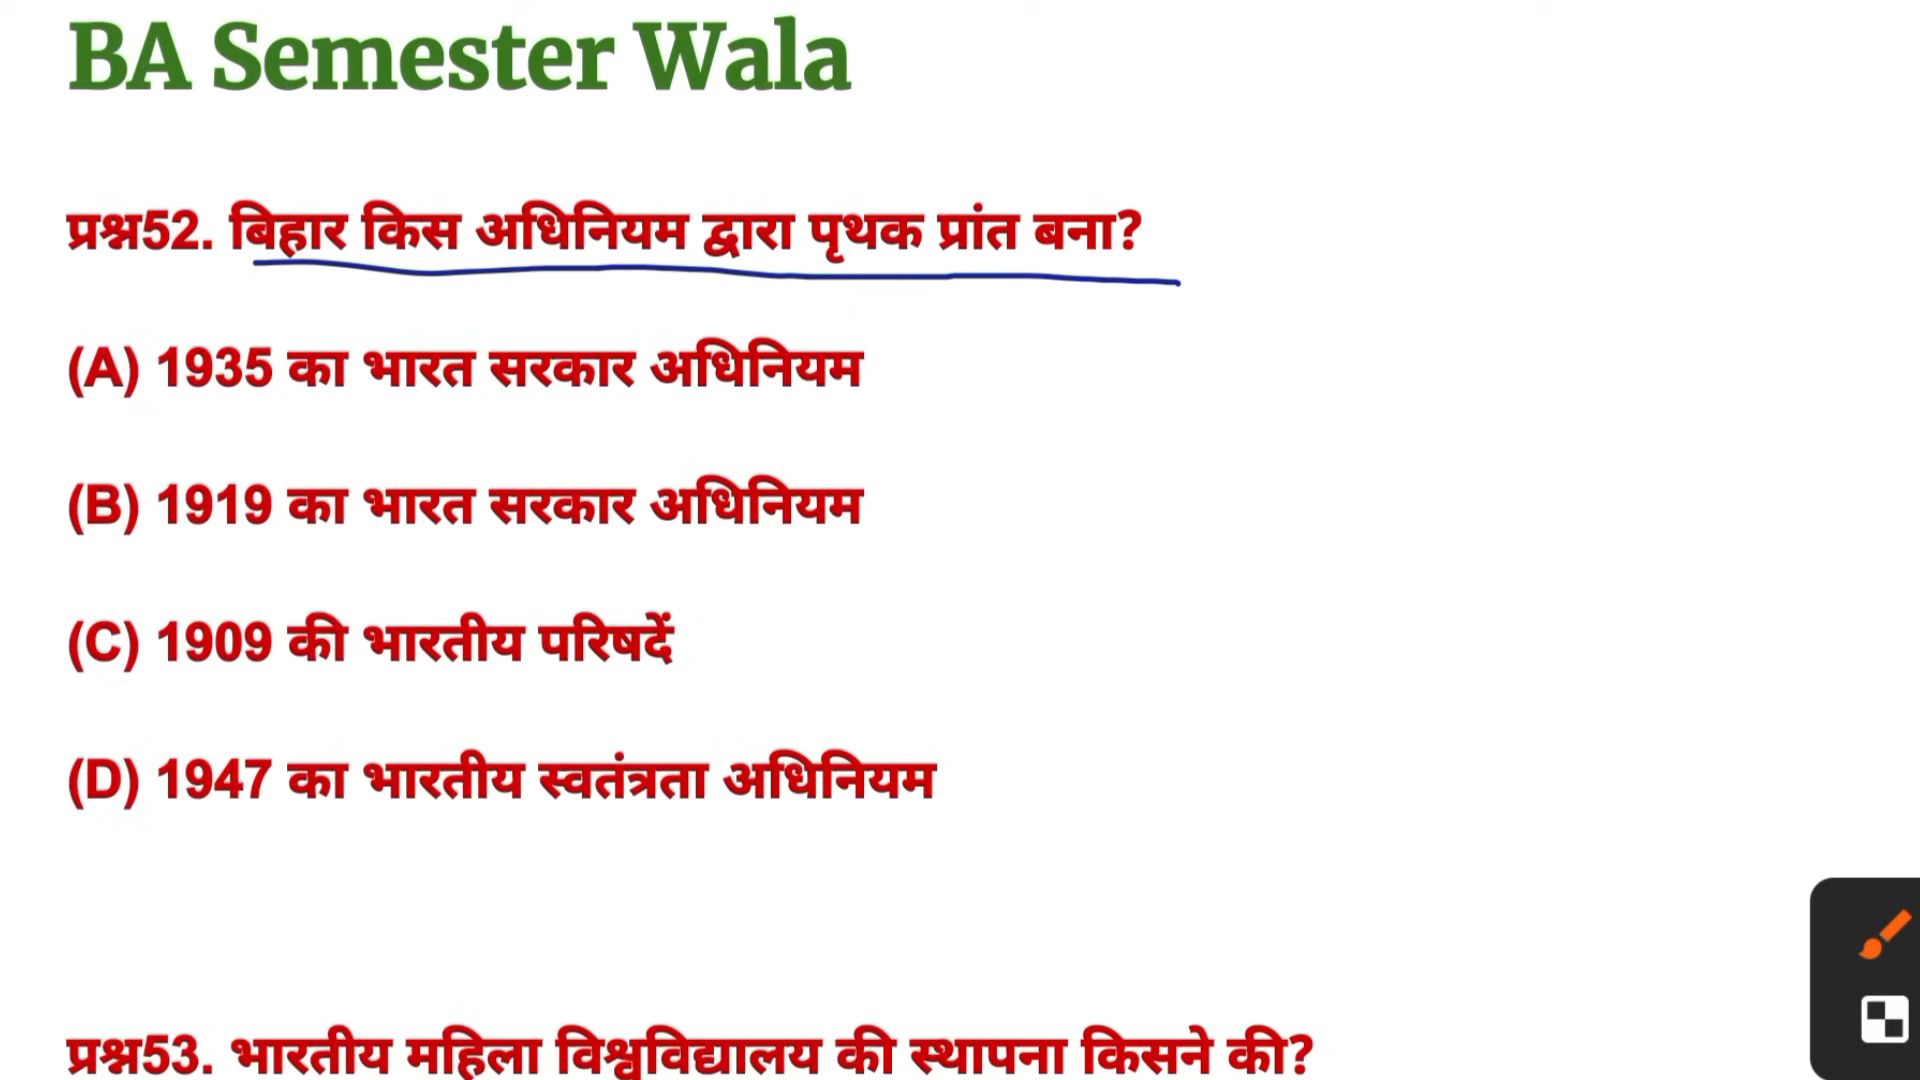 BA Semester Wala
प्रश्न52. बिहार किस अधिनियम द्वारा पृथक प्रांत बना?
(A) 1935 का भारत सरकार अधिनियम
(B) 1919 का भारत सरकार अधिनियम
(C) 1909 की भारतीय परिषदें
(D) 1947 का भारतीय स्वतंत्रता अधिनियम
प्रश्न53. भारतीय महिला विश्वविद्यालय की स्थापना किसने की?